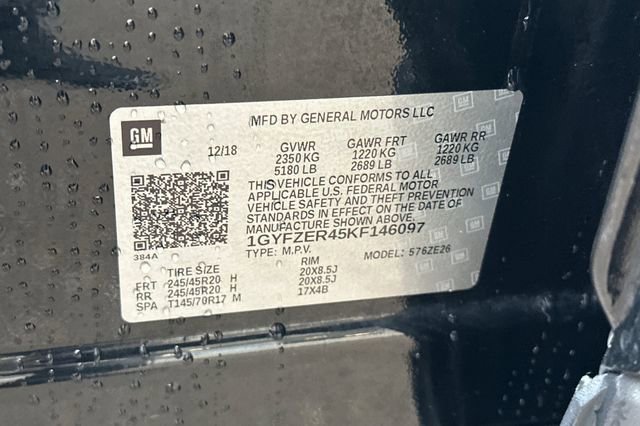 MFD BY GENERAL MOTORS LLC
GM
12/18 GVWR GAWR FRT GAWR RR
2350 KG 1220 KG 1220 KG
5180 LB 2689 LB 2689 LB
THIS VEHICLE CONFORMS TO ALL
APPLICABLE U.S. FEDERAL MOTOR
VEHICLE SAFETY AND THEFT PREVENTION
STANDARDS IN EFFECT ON THE DATE OF
MANUFACTURE SHOWN ABOVE.
1GYFZER45KF146097
384A
TYPE: M.P.V. MODEL: 576ZE26
TIRE SIZE RIM
FRT 245/45R20 H 20X8.5J
RR 245/45R20 H 20X8.5J
SPA T145/70R17 M 17X4B